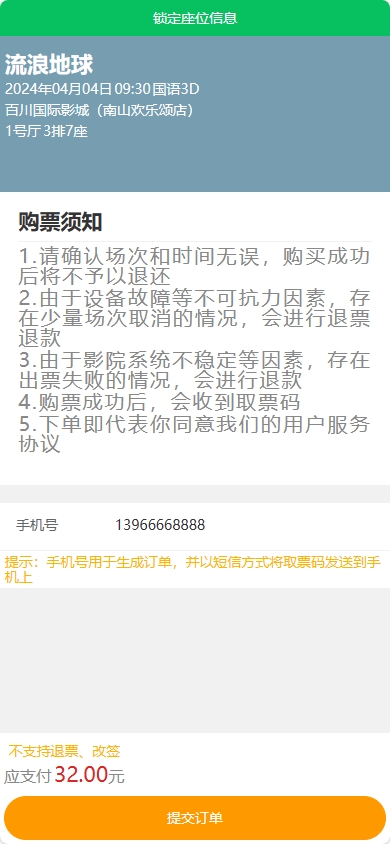 锁定座位信息
流浪地球
2024年04月04日 09:30 国语3D
百川国际影城（南山欢乐颂店）
1号厅 3排7座
购票须知
1.请确认场次和时间无误，购买成功
后将不予以退还
2.由于设备故障等不可抗力因素，存
在少量场次取消的情况，会进行退票
退款
3.由于影院系统不稳定等因素，存在
出票失败的情况，会进行退款
4.购票成功后，会收到取票码
5.下单即代表你同意我们的用户服务
协议
手机号 13966668888
提示：手机号用于生成订单，并以短信方式将取票码发送到手
机上
不支持退票、改签
应支付 32.00元
提交订单